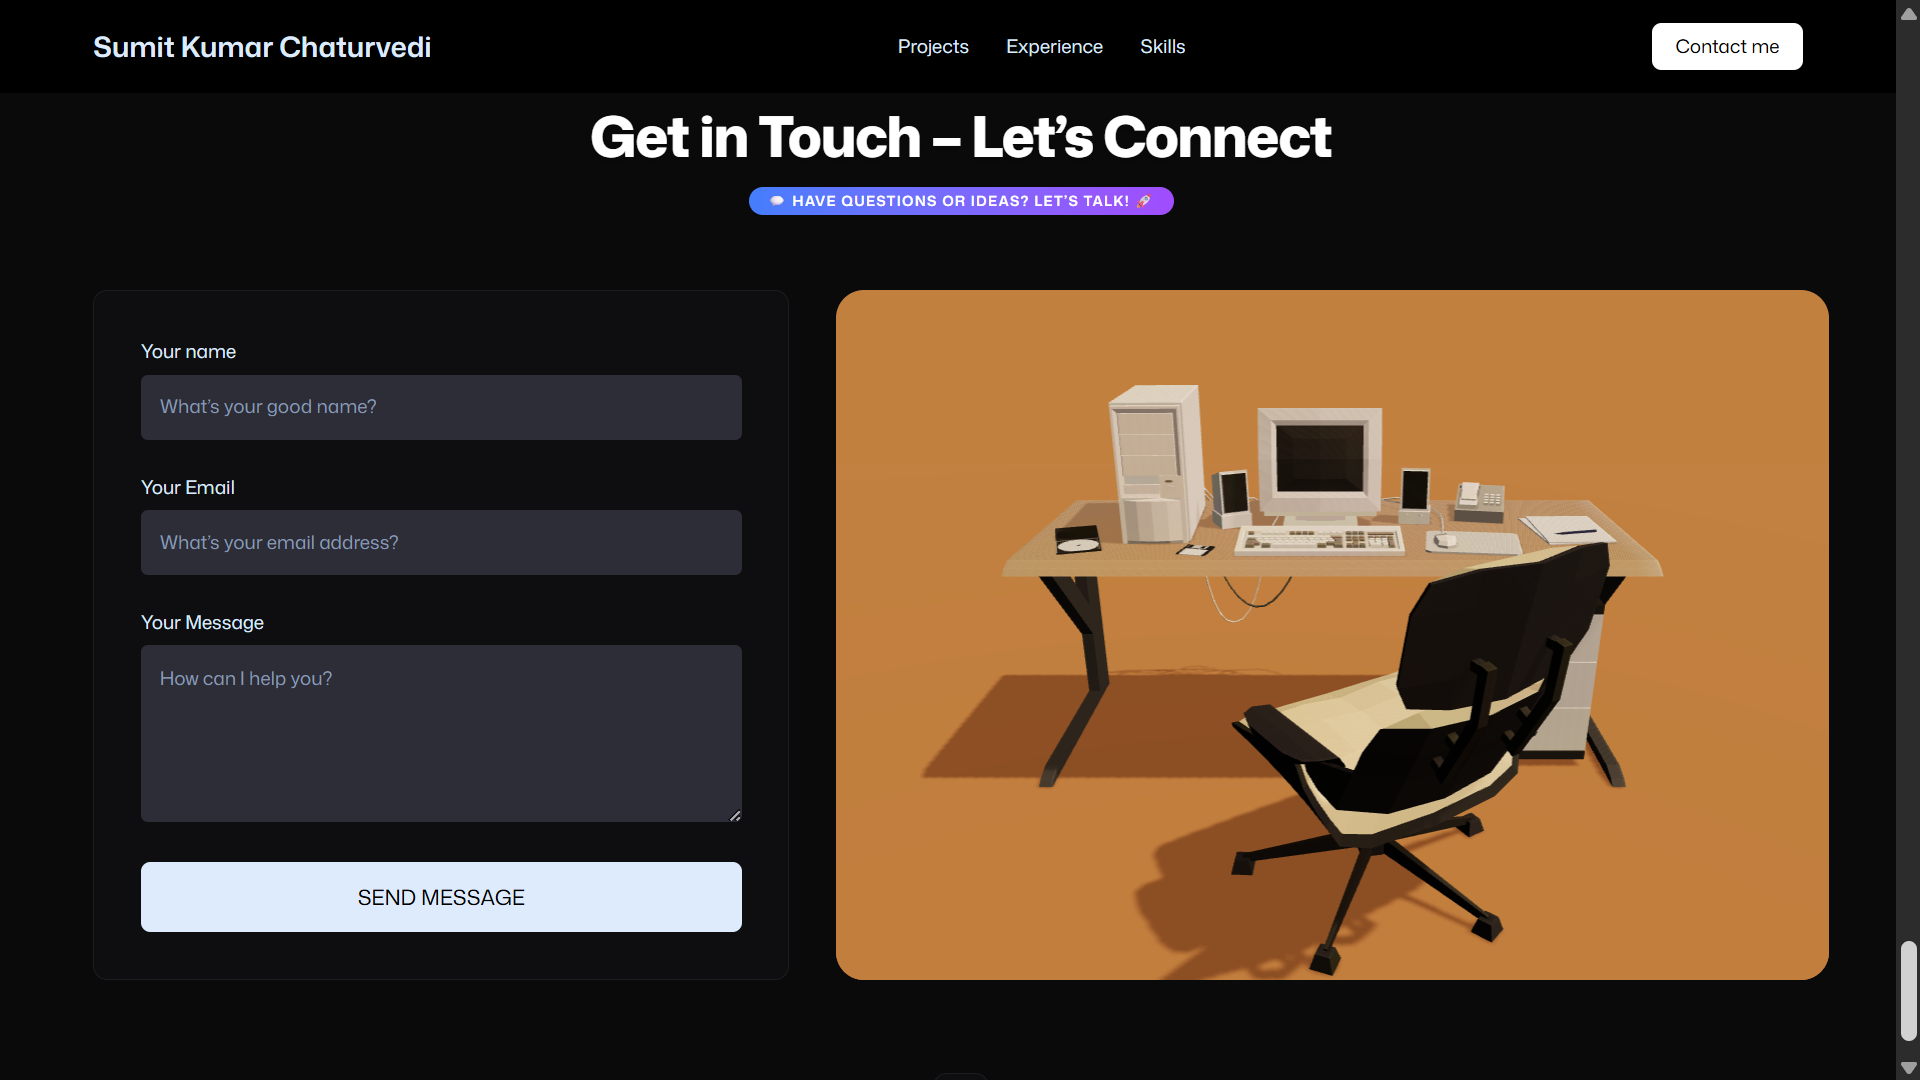 Sumit Kumar Chaturvedi
Projects
Experience
Skills
Contact me
Get in Touch – Let’s Connect
💬 HAVE QUESTIONS OR IDEAS? LET’S TALK! 🚀
Your name
What’s your good name?
Your Email
What’s your email address?
Your Message
How can I help you?
SEND MESSAGE